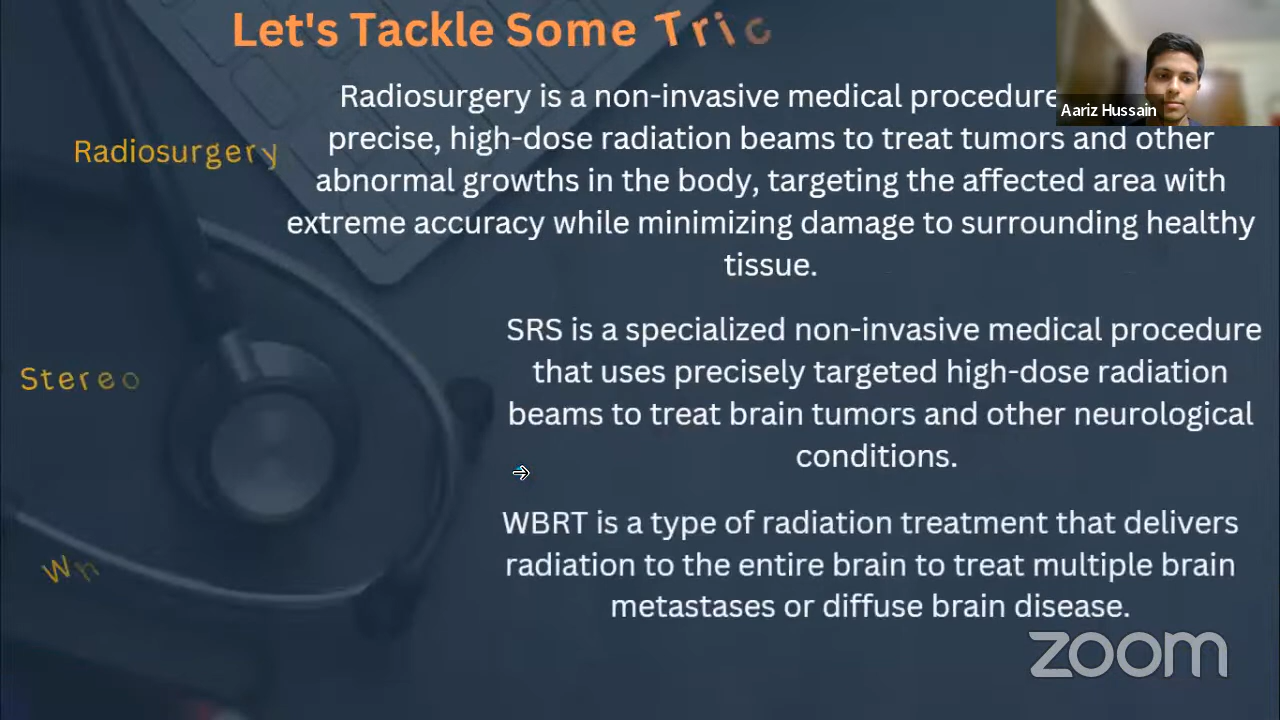 Let's Tackle Some Tric
Aariz Hussain
Radiosurgery
Radiosurgery is a non-invasive medical procedure
precise, high-dose radiation beams to treat tumors and other
abnormal growths in the body, targeting the affected area with
extreme accuracy while minimizing damage to surrounding healthy
tissue.
Stereo
SRS is a specialized non-invasive medical procedure
that uses precisely targeted high-dose radiation
beams to treat brain tumors and other neurological
conditions.
Wh
WBRT is a type of radiation treatment that delivers
radiation to the entire brain to treat multiple brain
metastases or diffuse brain disease.
zoom